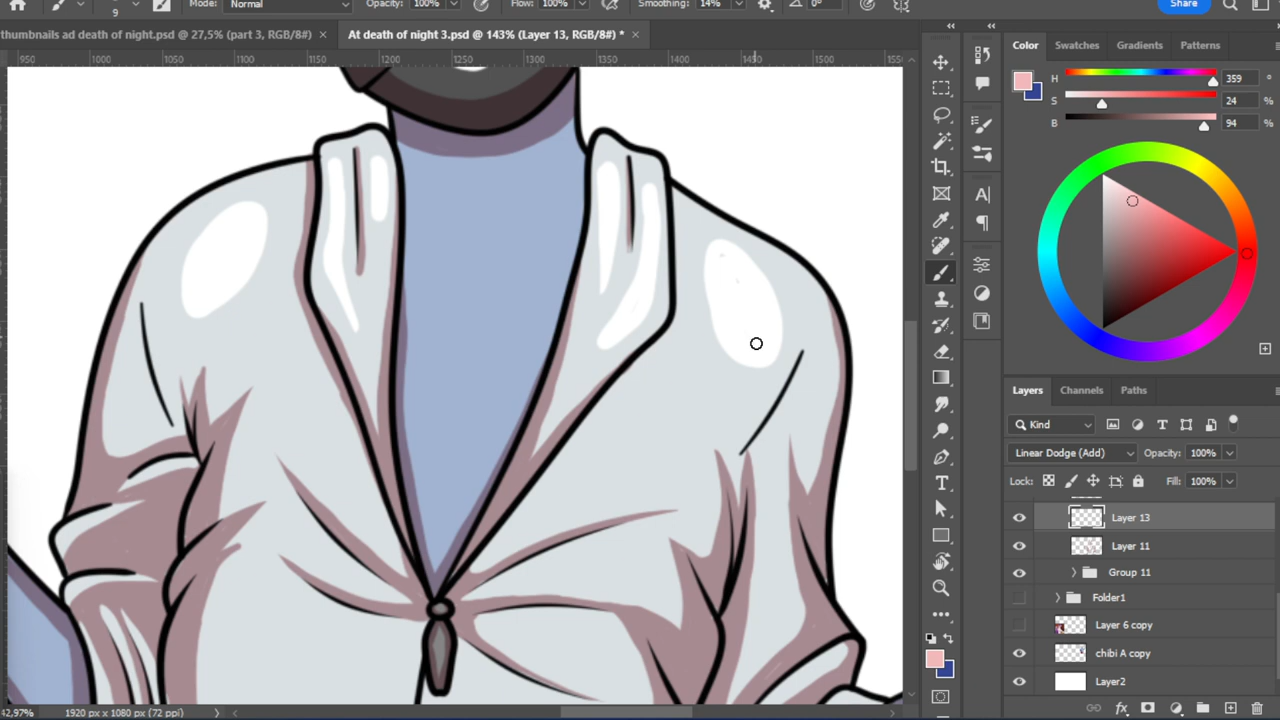 9 Mode: Normal Opacity: 100% Flow: 100% Smoothing: 14% 0° Share
thumbnails ad death of night.psd @ 27,5% (part 3, RGB/8#) × At death of night 3.psd @ 143% (Layer 13, RGB/8#) * ×
950 1000 1050 1100 1150 1200 1250 1300 1350 1400 1450 1500
Color Swatches Gradients Patterns
H 359 °
S 24 %
B 94 %
Layers Channels Paths
Kind
Linear Dodge (Add) Opacity: 100%
Lock: Fill: 100%
Layer 13
Layer 11
Group 11
Folder1
Layer 6 copy
chibi A copy
Layer2
42,97% 1920 px x 1080 px (72 ppi)